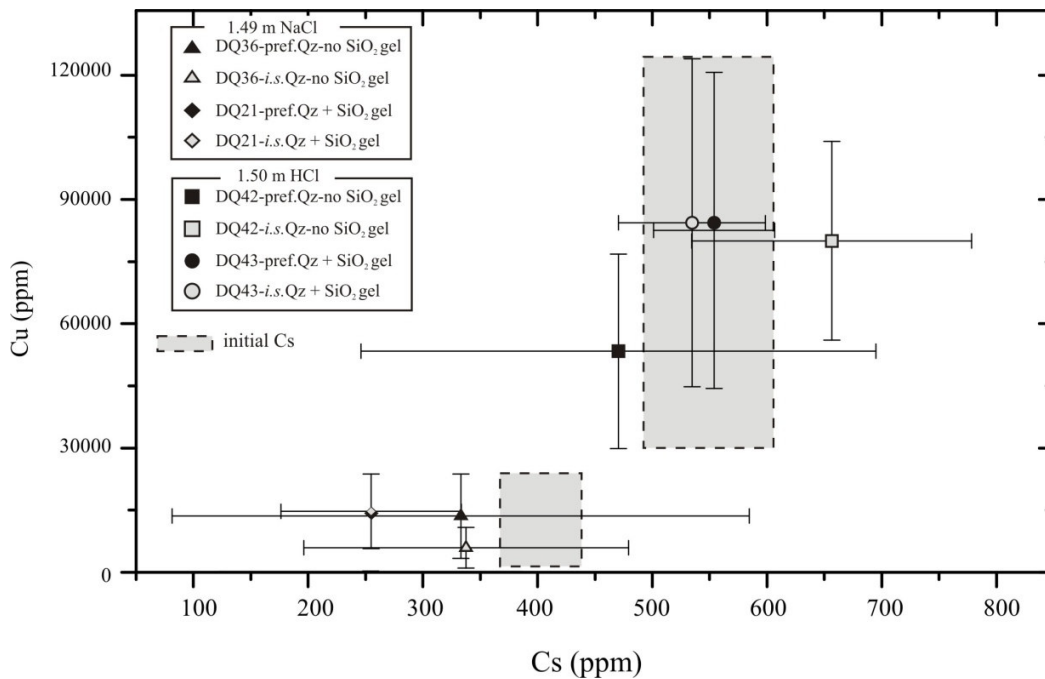 1.49 m NaCl
DQ36-pref.Qz-no SiO₂ gel
DQ36-i.s.Qz-no SiO₂ gel
DQ21-pref.Qz + SiO₂ gel
DQ21-i.s.Qz + SiO₂ gel
1.50 m HCl
DQ42-pref.Qz-no SiO₂ gel
DQ42-i.s.Qz-no SiO₂ gel
DQ43-pref.Qz + SiO₂ gel
DQ43-i.s.Qz + SiO₂ gel
initial Cs
Cu (ppm)
120000
90000
60000
30000
0
100 200 300 400 500 600 700 800
Cs (ppm)